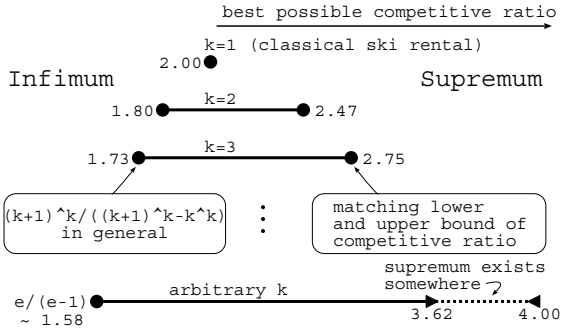 best possible competitive ratio
k=1 (classical ski rental)
2.00
Infimum
Supremum
1.80
k=2
2.47
1.73
k=3
2.75
(k+1)^k/((k+1)^k-k^k)
in general
matching lower
and upper bound of
competitive ratio
supremum exists
somewhere
e/(e-1)
~ 1.58
arbitrary k
3.62
4.00